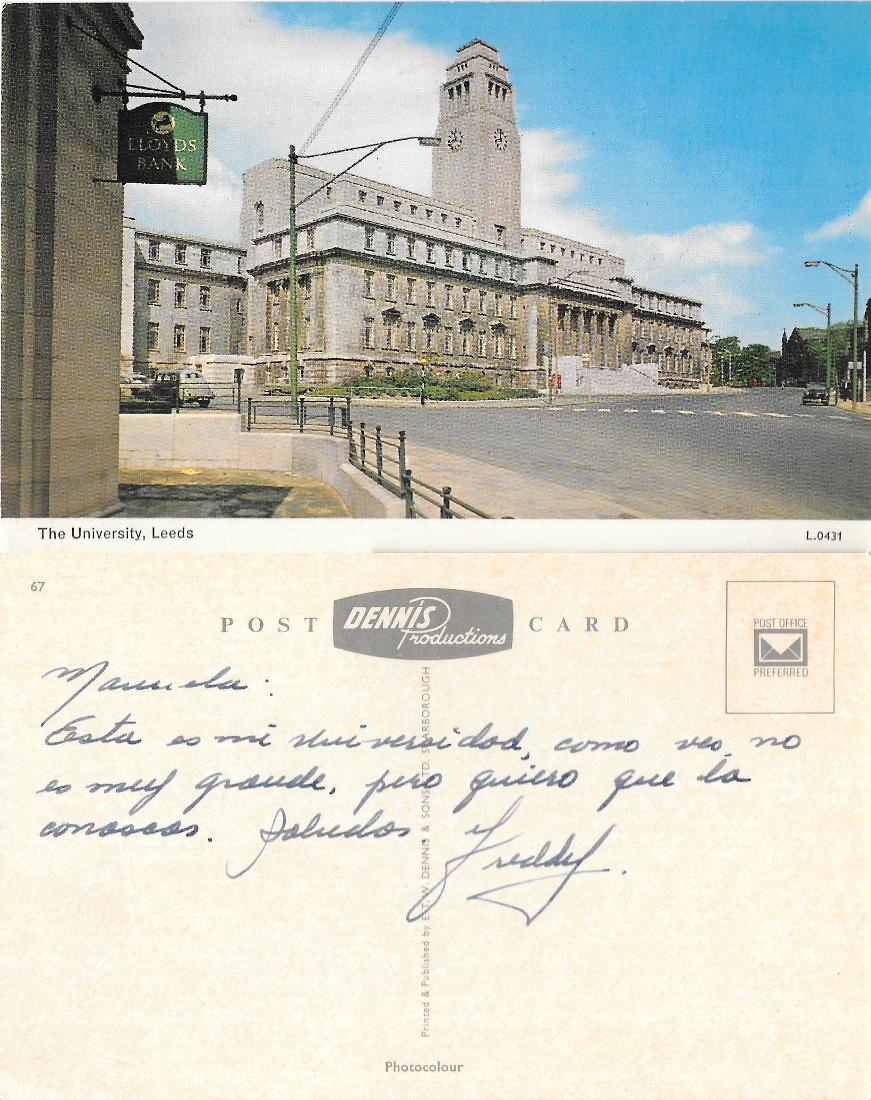 LLOYDS
BANK
The University, Leeds
L.0431
67
POST CARD
DENNIS
Productions
POST OFFICE
PREFERRED
Manuela:
Esta es mi universidad, como ves, no
es muy grande, pero quiero que la
conoscas. Saludos.
Freddy.
Printed & Published by E. T. W. DENNIS & SONS LTD. SCARBOROUGH
Photocolour